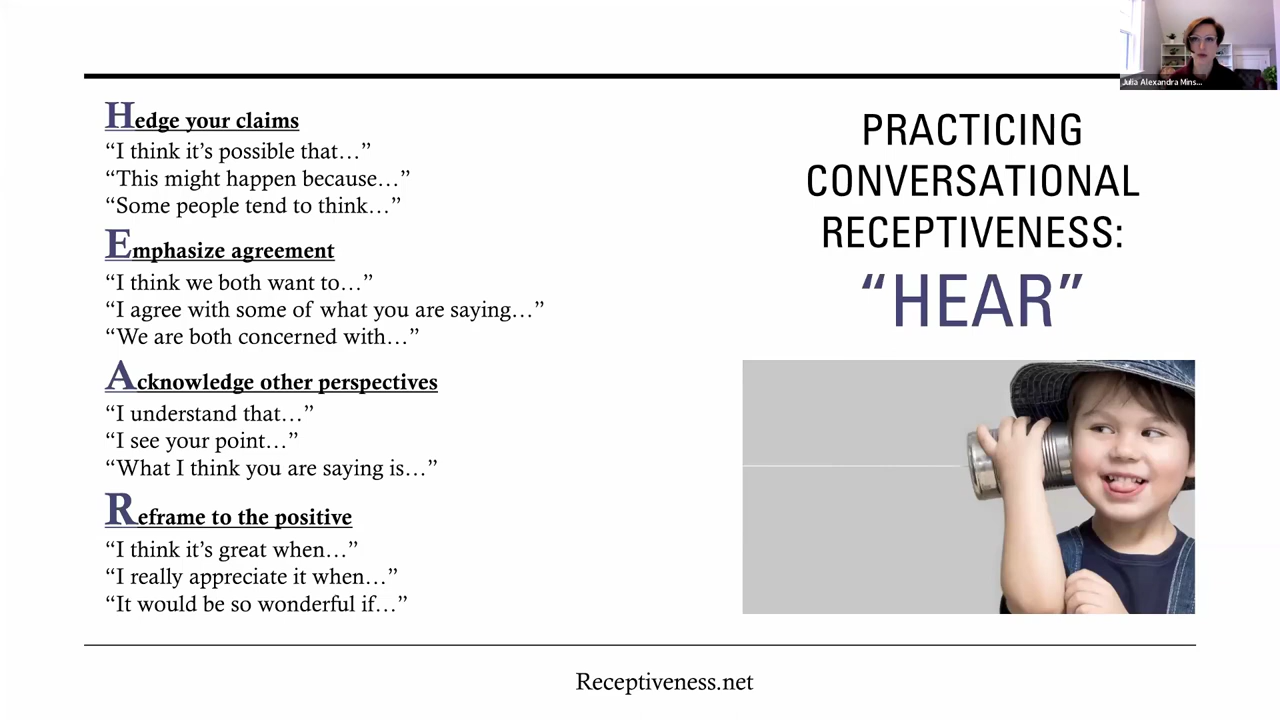 Hedge your claims
“I think it’s possible that…”
“This might happen because…”
“Some people tend to think…”
Emphasize agreement
“I think we both want to…”
“I agree with some of what you are saying…”
“We are both concerned with…”
Acknowledge other perspectives
“I understand that…”
“I see your point…”
“What I think you are saying is…”
Reframe to the positive
“I think it’s great when…”
“I really appreciate it when…”
“It would be so wonderful if…”
PRACTICING
CONVERSATIONAL
RECEPTIVENESS:
“HEAR”
Receptiveness.net
Julia Alexandra Mins...